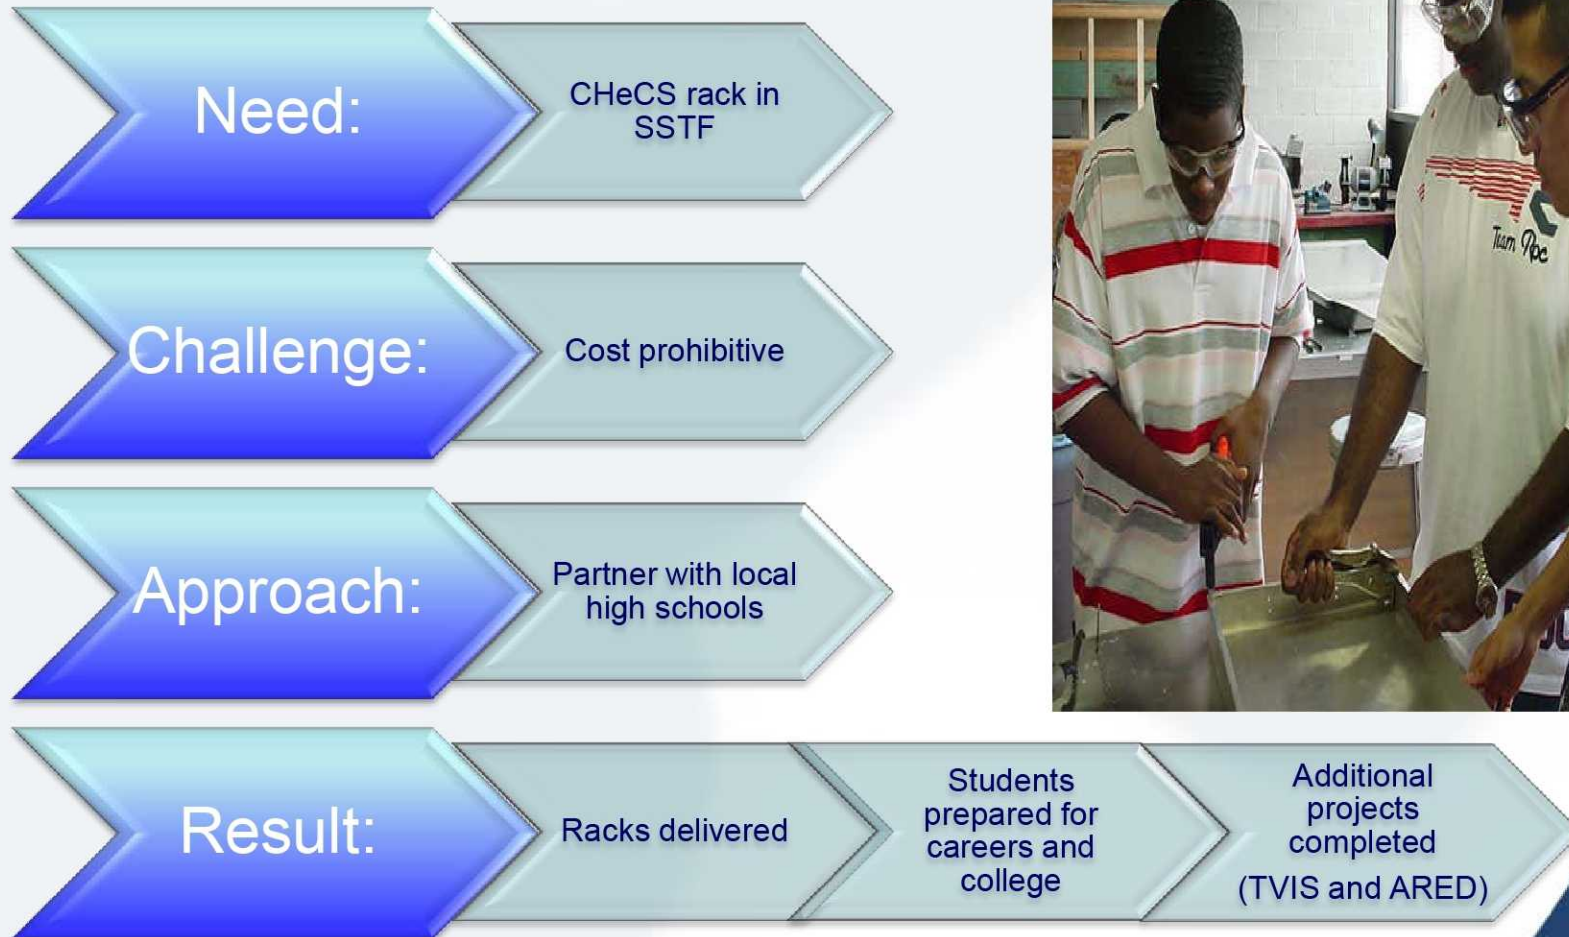 Need:
CHeCS rack in
SSTF
Challenge:
Cost prohibitive
Approach:
Partner with local
high schools
Result:
Racks delivered
Students
prepared for
careers and
college
Additional
projects
completed
(TVIS and ARED)
Team